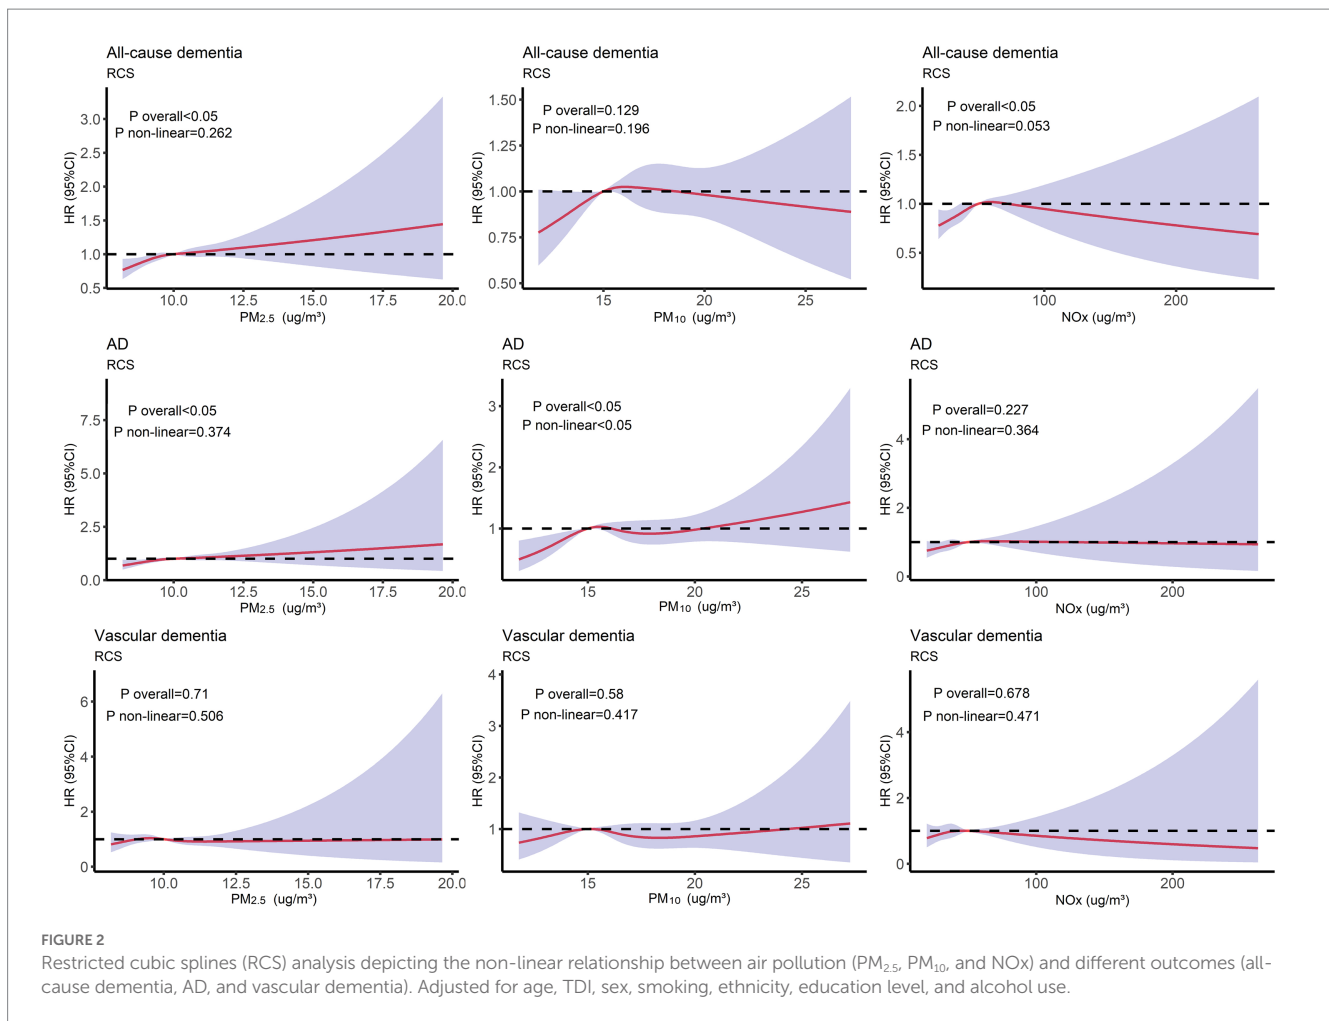 All-cause dementia
RCS
P overall<0.05
P non-linear=0.262
HR (95%CI)
3.0
2.5
2.0
1.5
1.0
0.5
10.0 12.5 15.0 17.5 20.0
PM₂.₅ (ug/m³)
All-cause dementia
RCS
P overall=0.129
P non-linear=0.196
HR (95%CI)
1.50
1.25
1.00
0.75
0.50
15 20 25
PM₁₀ (ug/m³)
All-cause dementia
RCS
P overall<0.05
P non-linear=0.053
HR (95%CI)
2.0
1.5
1.0
0.5
100 200
NOx (ug/m³)
AD
RCS
P overall<0.05
P non-linear=0.374
HR (95%CI)
7.5
5.0
2.5
0.0
10.0 12.5 15.0 17.5 20.0
PM₂.₅ (ug/m³)
AD
RCS
P overall<0.05
P non-linear<0.05
HR (95%CI)
3
2
1
15 20 25
PM₁₀ (ug/m³)
AD
RCS
P overall=0.227
P non-linear=0.364
HR (95%CI)
4
2
0
100 200
NOx (ug/m³)
Vascular dementia
RCS
P overall=0.71
P non-linear=0.506
HR (95%CI)
6
4
2
0
10.0 12.5 15.0 17.5 20.0
PM₂.₅ (ug/m³)
Vascular dementia
RCS
P overall=0.58
P non-linear=0.417
HR (95%CI)
4
3
2
1
15 20 25
PM₁₀ (ug/m³)
Vascular dementia
RCS
P overall=0.678
P non-linear=0.471
HR (95%CI)
4
2
0
100 200
NOx (ug/m³)
FIGURE 2
Restricted cubic splines (RCS) analysis depicting the non-linear relationship between air pollution (PM₂.₅, PM₁₀, and NOx) and different outcomes (all-
cause dementia, AD, and vascular dementia). Adjusted for age, TDI, sex, smoking, ethnicity, education level, and alcohol use.